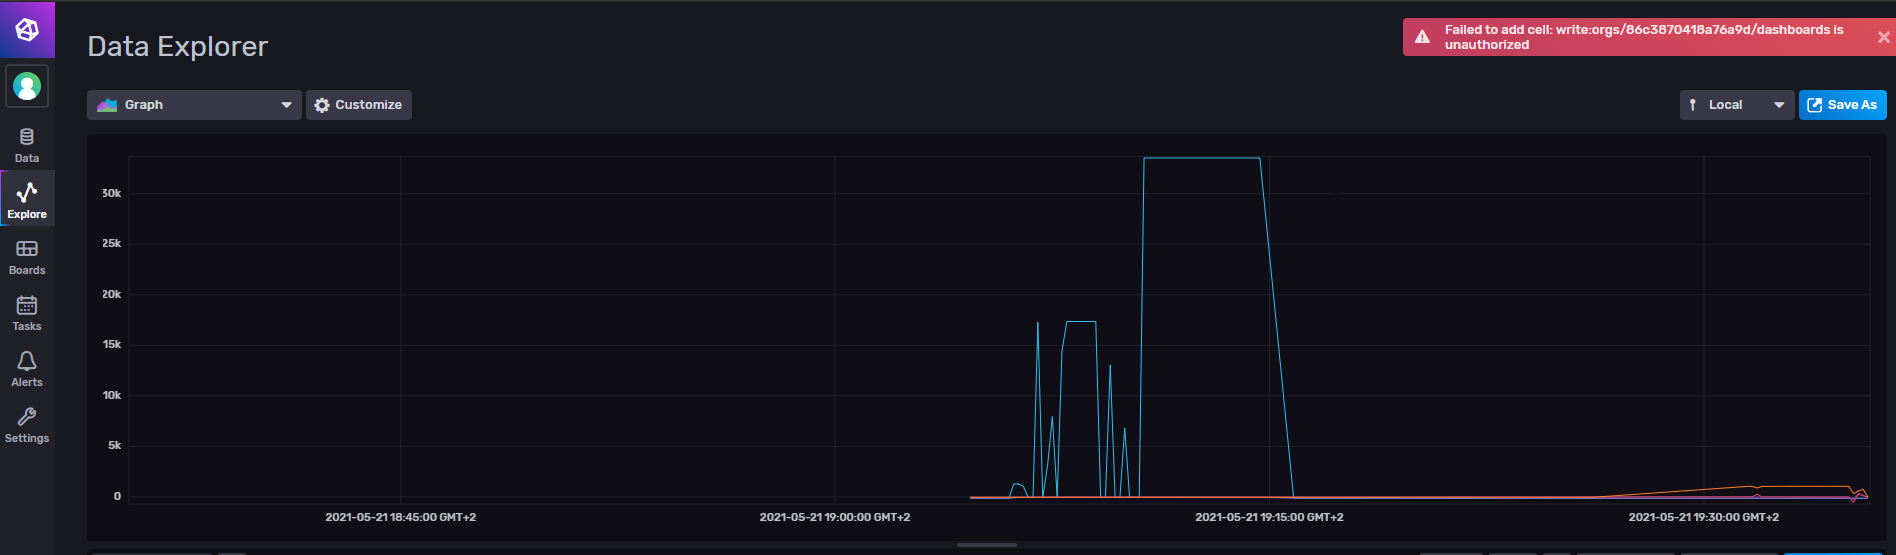 Data Explorer
Failed to add cell: write:orgs/86c3870418a76a9d/dashboards is
unauthorized
Graph
Customize
Local
Save As
Data
Explore
Boards
Tasks
Alerts
Settings
30k
25k
20k
15k
10k
5k
0
2021-05-21 18:45:00 GMT+2
2021-05-21 19:00:00 GMT+2
2021-05-21 19:15:00 GMT+2
2021-05-21 19:30:00 GMT+2